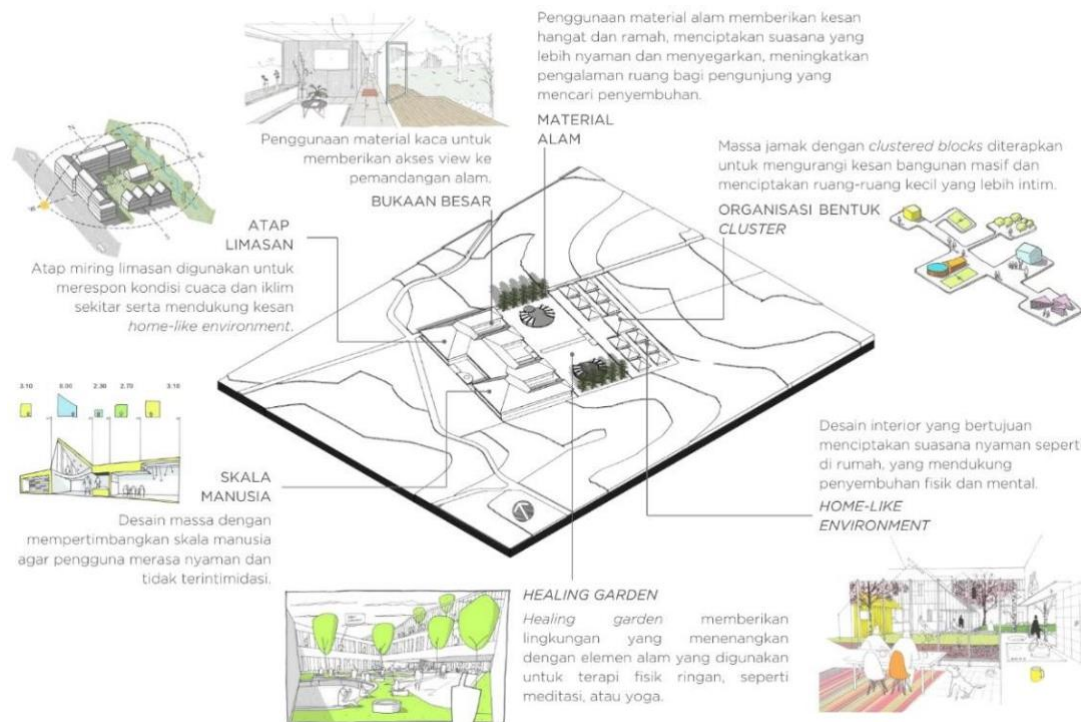 Penggunaan material alam memberikan kesan
hangat dan ramah, menciptakan suasana yang
lebih nyaman dan menyegarkan, meningkatkan
pengalaman ruang bagi pengunjung yang
mencari penyembuhan.
MATERIAL
ALAM
Penggunaan material kaca untuk
memberikan akses view ke
pemandangan alam.
BUKAAN BESAR
Massa jamak dengan clustered blocks diterapkan
untuk mengurangi kesan bangunan masif dan
menciptakan ruang-ruang kecil yang lebih intim.
ORGANISASI BENTUK
CLUSTER
ATAP
LIMASAN
Atap miring limasan digunakan untuk
merespon kondisi cuaca dan iklim
sekitar serta mendukung kesan
home-like environment.
3.10 6.00 2.30 2.70 3.10
SKALA
MANUSIA
Desain massa dengan
mempertimbangkan skala manusia
agar pengguna merasa nyaman dan
tidak terintimidasi.
Desain interior yang bertujuan
menciptakan suasana nyaman seperti
di rumah, yang mendukung
penyembuhan fisik dan mental.
HOME-LIKE
ENVIRONMENT
HEALING GARDEN
Healing garden memberikan
lingkungan yang menenangkan
dengan elemen alam yang digunakan
untuk terapi fisik ringan, seperti
meditasi, atau yoga.